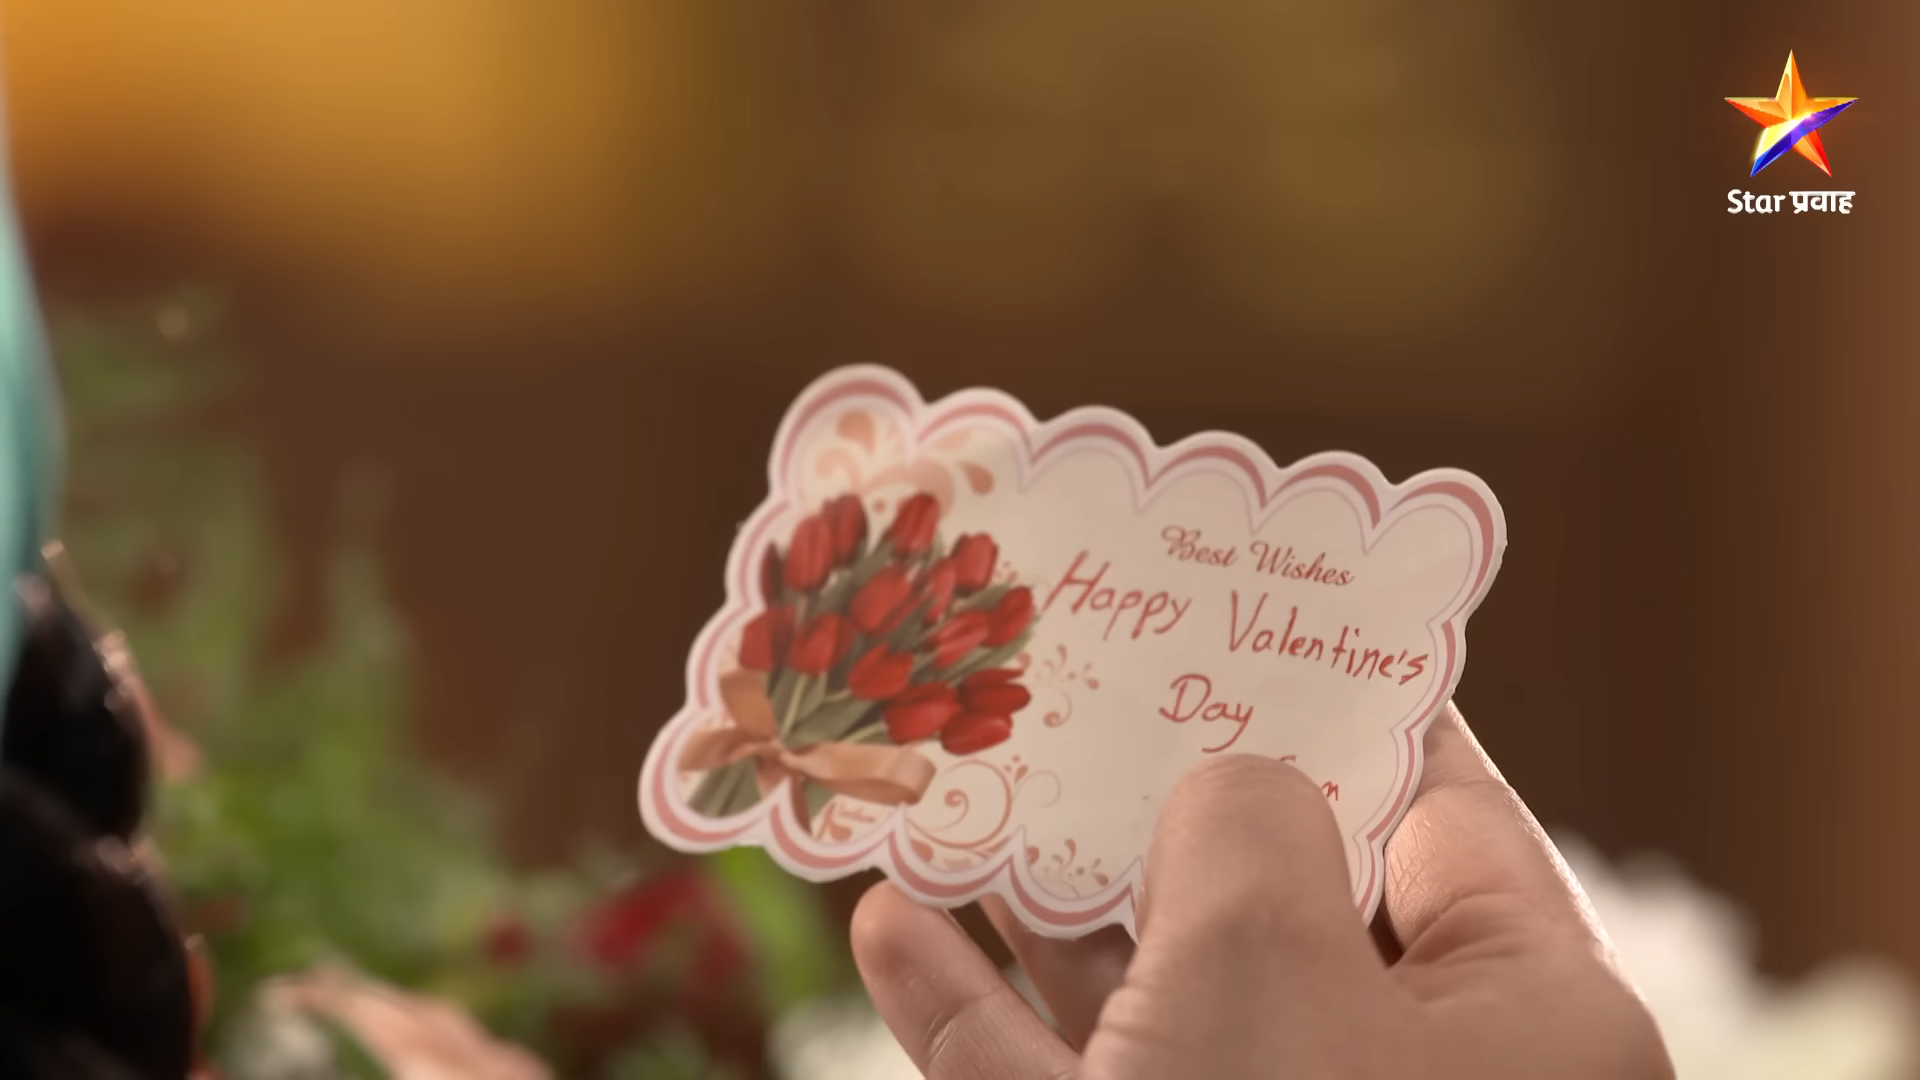 Star प्रवाह
Best Wishes
Happy Valentine's
Day